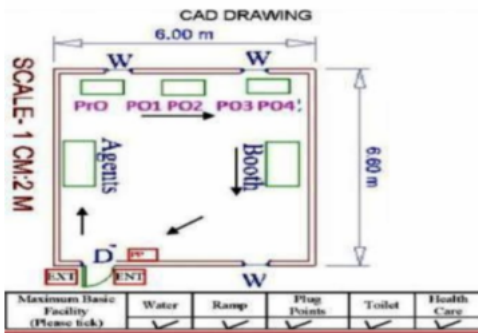 CAD DRAWING
6.00 m
W W
PrO PO1 PO2 PO3 PO4
SCALE- 1 CM:2 M
Agents
Booth
6.60 m
D
PP
EXT ENT
W
Maximum Basic Facility (Please tick) Water Ramp Plug Points Toilet Health Care